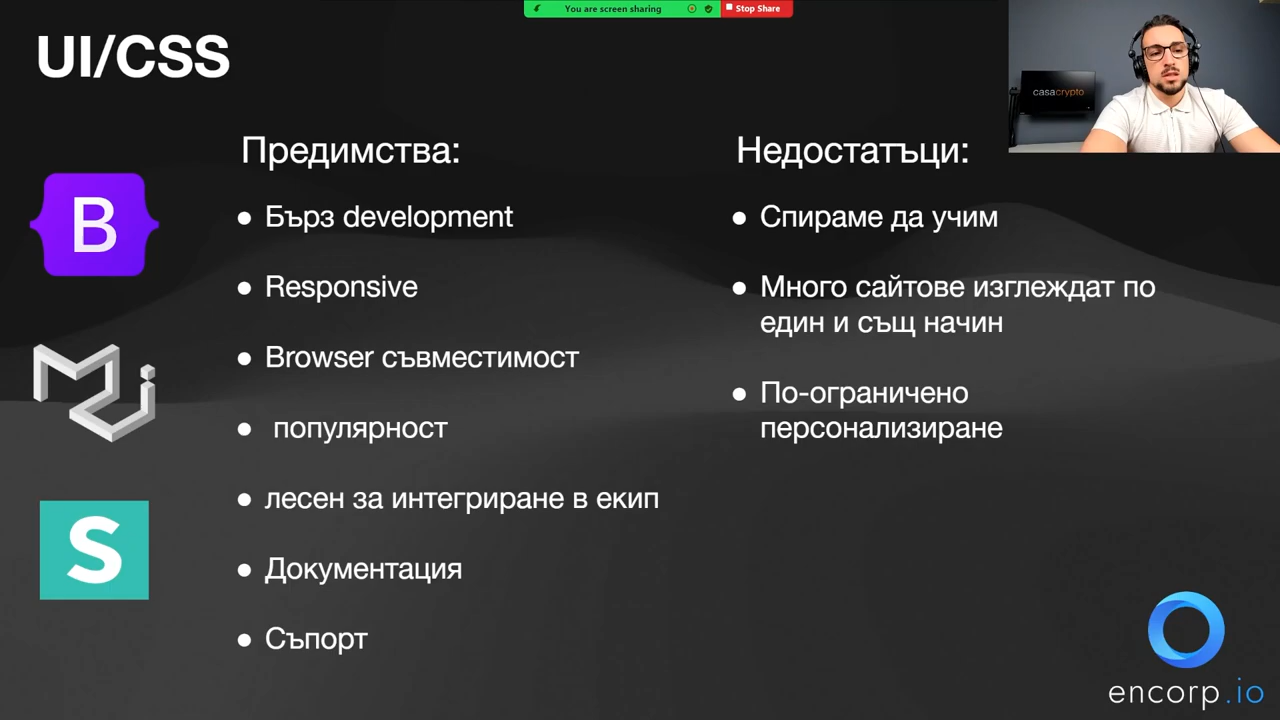 You are screen sharing
Stop Share
UI/CSS
casacrypto
Предимства:
● Бърз development
● Responsive
● Browser съвместимост
● популярност
● лесен за интегриране в екип
● Документация
● Съпорт
Недостатъци:
● Спираме да учим
● Много сайтове изглеждат по
един и същ начин
● По-ограничено
персонализиране
B
S
encorp.io